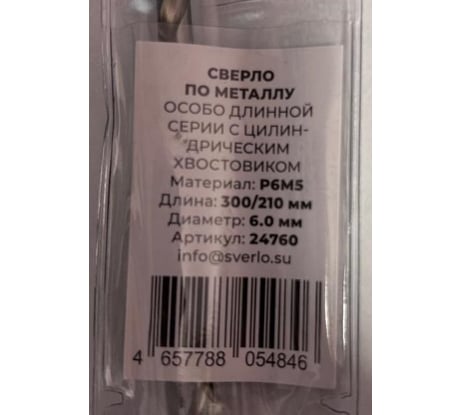 СВЕРЛО
ПО МЕТАЛЛУ
ОСОБО ДЛИННОЙ
СЕРИИ С ЦИЛИН-
ДРИЧЕСКИМ
ХВОСТОВИКОМ
Материал: Р6М5
Длина: 300/210 мм
Диаметр: 6.0 мм
Артикул: 24760
info@sverlo.su
4 657788 054846